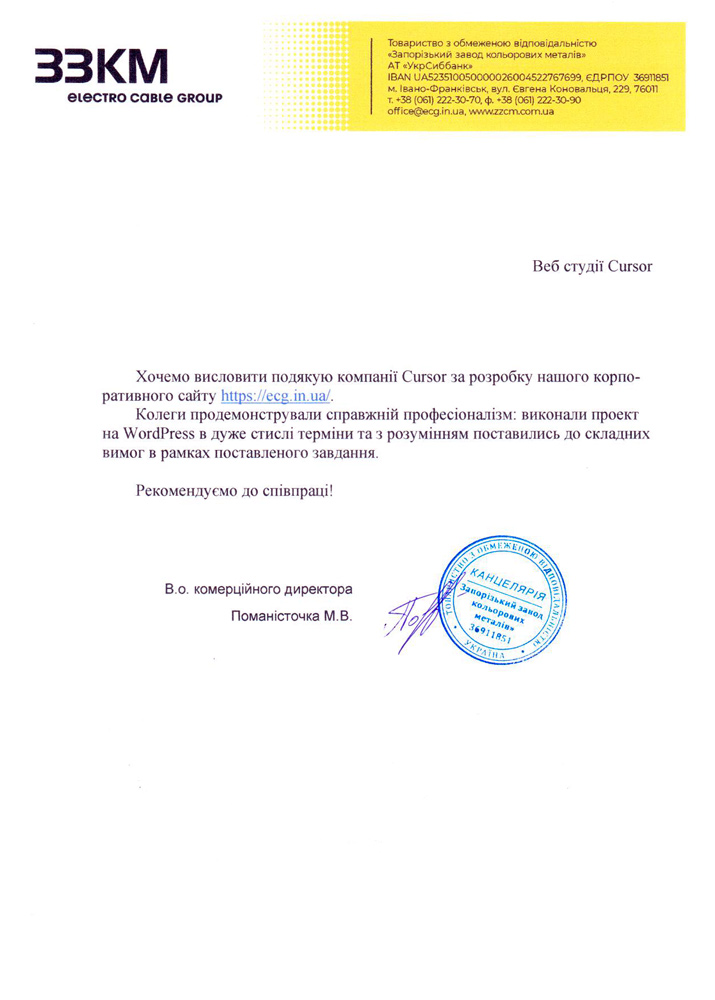 ЗЗКМ
ELECTRO CABLE GROUP
Товариство з обмеженою відповідальністю
«Запорізький завод кольорових металів»
АТ «УкрСиббанк»
IBAN UA523510050000026004522767699, ЄДРПОУ 36911851
м. Івано-Франківськ, вул. Євгена Коновальця, 229, 76011
т. +38 (061) 222-30-70, ф. +38 (061) 222-30-90
office@ecg.in.ua, www.zzcm.com.ua
Веб студії Cursor
Хочемо висловити подякую компанії Cursor за розробку нашого корпо-
ративного сайту https://ecg.in.ua/.
Колеги продемонстрували справжній професіоналізм: виконали проект
на WordPress в дуже стислі терміни та з розумінням поставились до складних
вимог в рамках поставленого завдання.
Рекомендуємо до співпраці!
В.о. комерційного директора
Поманісточка М.В.
ТОВАРИСТВО З ОБМЕЖЕНОЮ ВІДПОВІДАЛЬНІСТЮ
КАНЦЕЛЯРІЯ
Запорізький завод
кольорових
металів»
36911851
УКРАЇНА